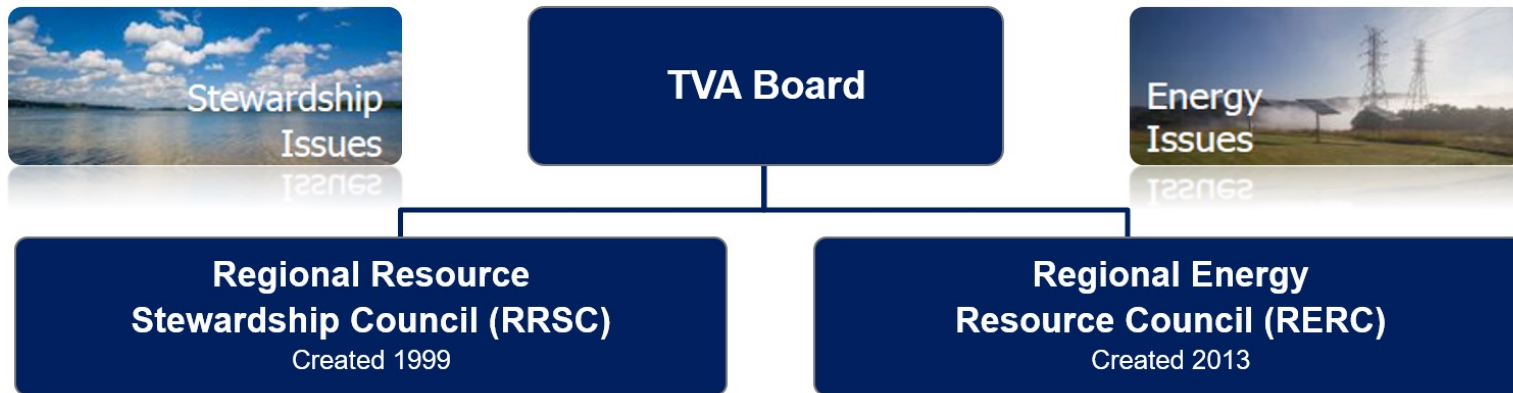 Stewardship
Issues
TVA Board
Energy
Issues
Regional Resource
Stewardship Council (RRSC)
Created 1999
Regional Energy
Resource Council (RERC)
Created 2013